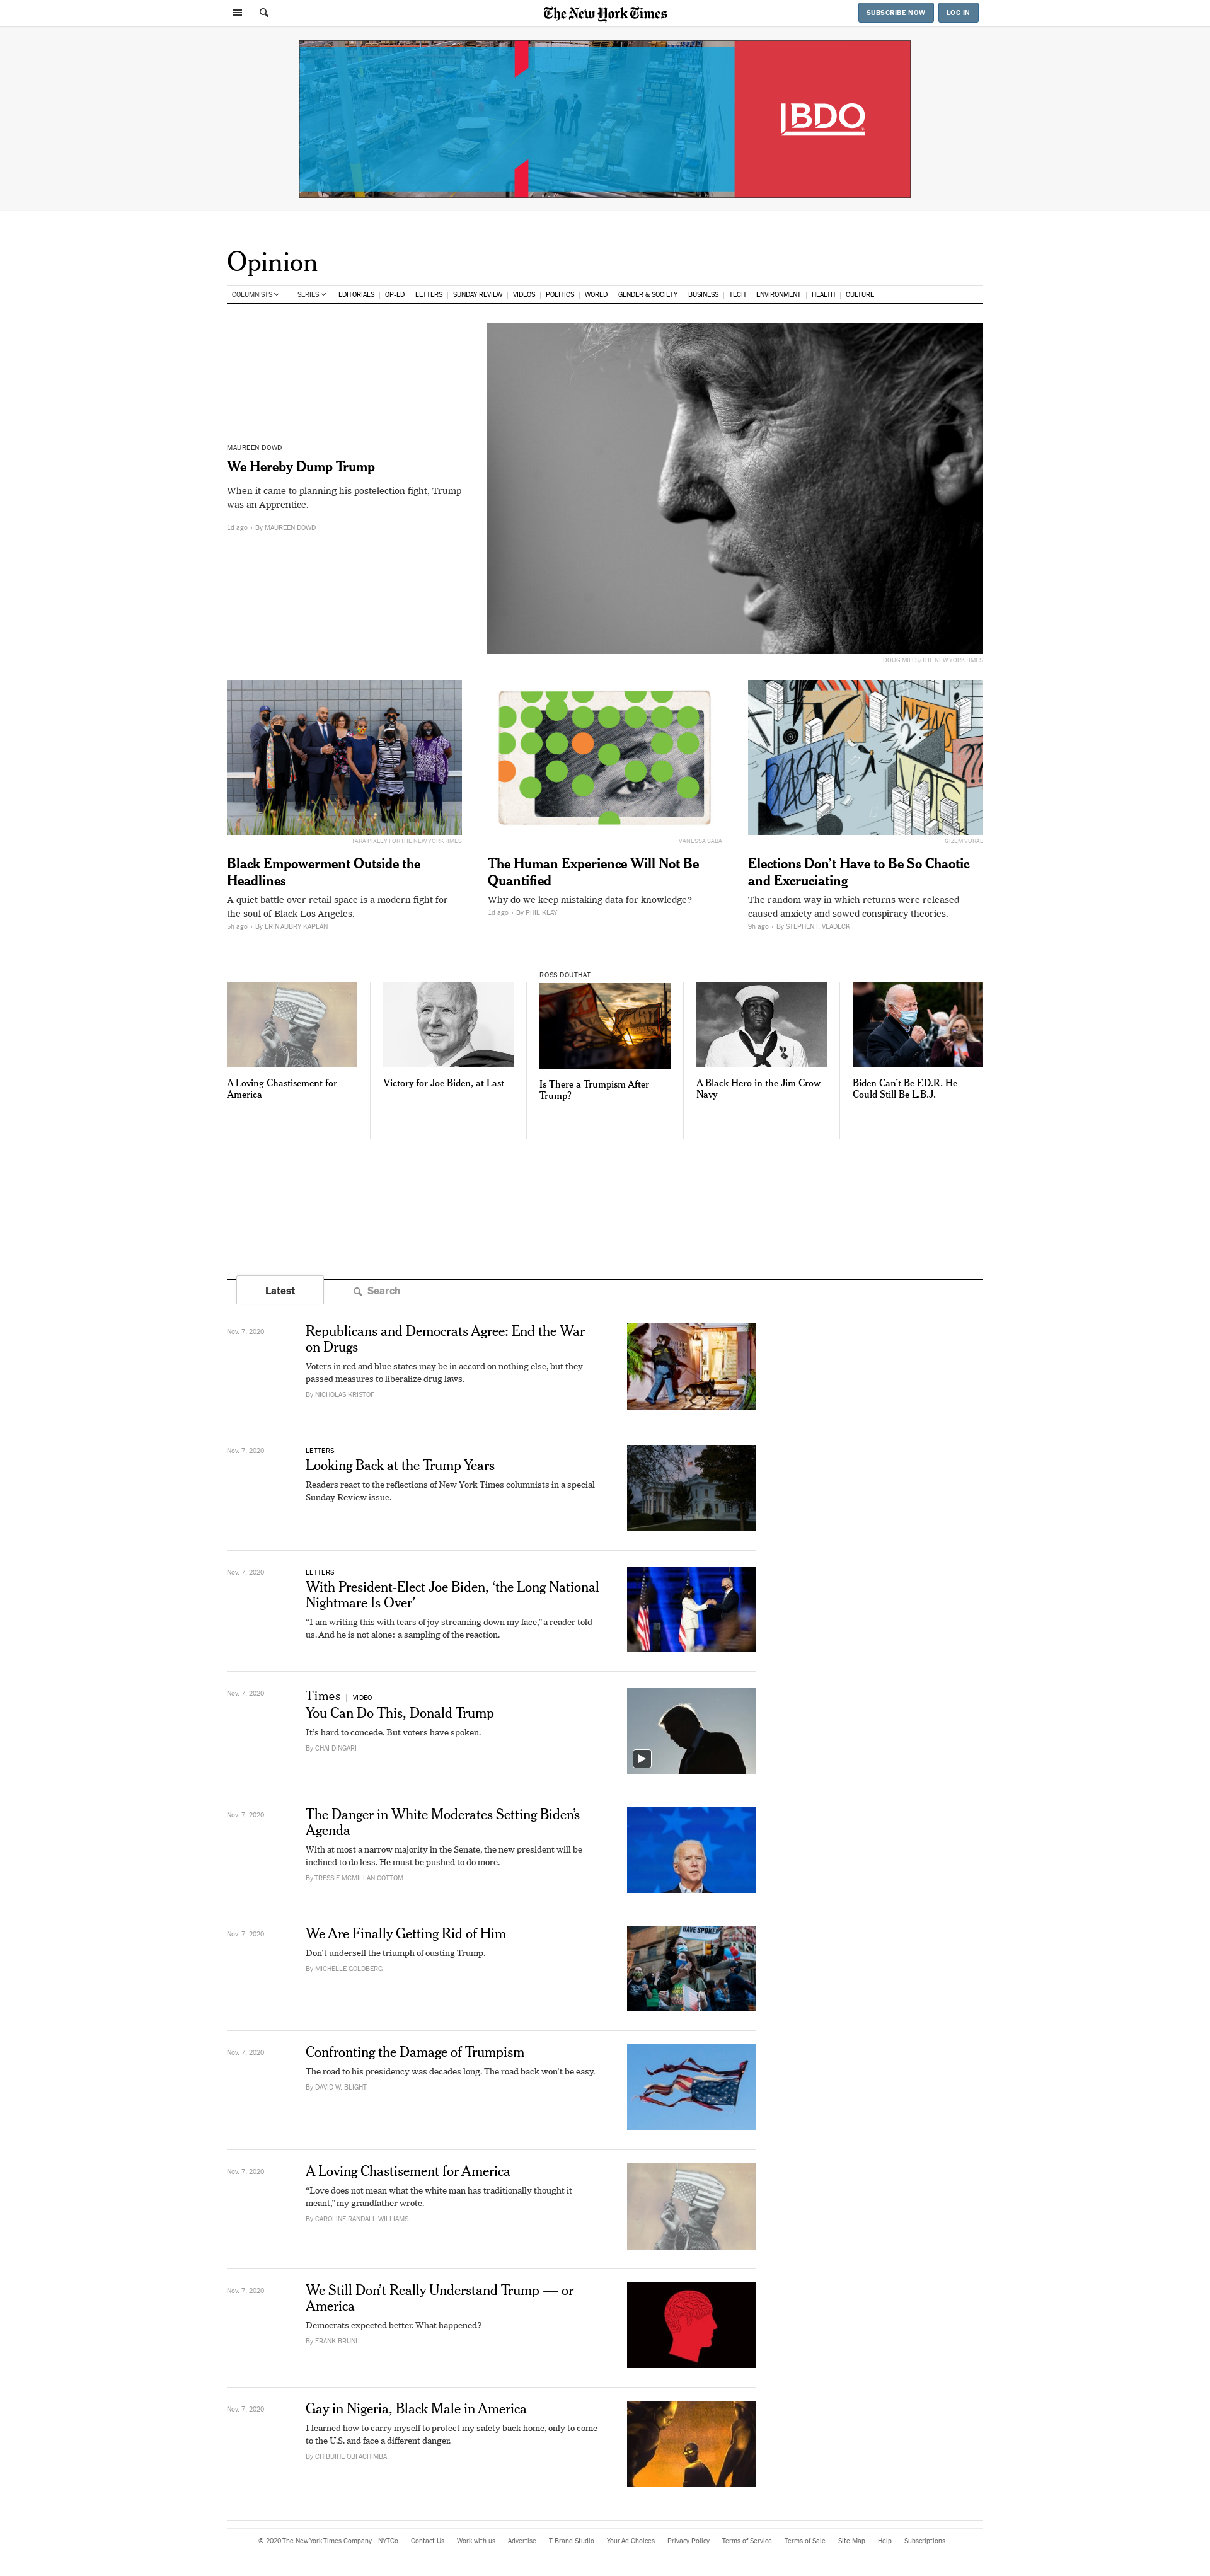 The New York Times
SUBSCRIBE NOW
LOG IN
BDO
Opinion
COLUMNISTS
SERIES
EDITORIALS
OP-ED
LETTERS
SUNDAY REVIEW
VIDEOS
POLITICS
WORLD
GENDER & SOCIETY
BUSINESS
TECH
ENVIRONMENT
HEALTH
CULTURE
MAUREEN DOWD
We Hereby Dump Trump
When it came to planning his postelection fight, Trump
was an Apprentice.
1d ago • By MAUREEN DOWD
DOUG MILLS/THE NEW YORK TIMES
TARA PIXLEY FOR THE NEW YORK TIMES
Black Empowerment Outside the
Headlines
A quiet battle over retail space is a modern fight for
the soul of Black Los Angeles.
5h ago • By ERIN AUBRY KAPLAN
VANESSA SABA
The Human Experience Will Not Be
Quantified
Why do we keep mistaking data for knowledge?
1d ago • By PHIL KLAY
NEWS
GIZEM VURAL
Elections Don’t Have to Be So Chaotic
and Excruciating
The random way in which returns were released
caused anxiety and sowed conspiracy theories.
9h ago • By STEPHEN I. VLADECK
A Loving Chastisement for
America
Victory for Joe Biden, at Last
ROSS DOUTHAT
Is There a Trumpism After
Trump?
A Black Hero in the Jim Crow
Navy
Biden Can’t Be F.D.R. He
Could Still Be L.B.J.
Latest
Search
Nov. 7, 2020
Republicans and Democrats Agree: End the War
on Drugs
Voters in red and blue states may be in accord on nothing else, but they
passed measures to liberalize drug laws.
By NICHOLAS KRISTOF
Nov. 7, 2020
LETTERS
Looking Back at the Trump Years
Readers react to the reflections of New York Times columnists in a special
Sunday Review issue.
Nov. 7, 2020
LETTERS
With President-Elect Joe Biden, ‘the Long National
Nightmare Is Over’
“I am writing this with tears of joy streaming down my face,” a reader told
us. And he is not alone: a sampling of the reaction.
Nov. 7, 2020
Times | VIDEO
You Can Do This, Donald Trump
It’s hard to concede. But voters have spoken.
By CHAI DINGARI
Nov. 7, 2020
The Danger in White Moderates Setting Biden’s
Agenda
With at most a narrow majority in the Senate, the new president will be
inclined to do less. He must be pushed to do more.
By TRESSIE MCMILLAN COTTOM
Nov. 7, 2020
We Are Finally Getting Rid of Him
Don’t undersell the triumph of ousting Trump.
By MICHELLE GOLDBERG
HAVE SPOKEN
Nov. 7, 2020
Confronting the Damage of Trumpism
The road to his presidency was decades long. The road back won’t be easy.
By DAVID W. BLIGHT
Nov. 7, 2020
A Loving Chastisement for America
“Love does not mean what the white man has traditionally thought it
meant,” my grandfather wrote.
By CAROLINE RANDALL WILLIAMS
Nov. 7, 2020
We Still Don’t Really Understand Trump — or
America
Democrats expected better. What happened?
By FRANK BRUNI
Nov. 7, 2020
Gay in Nigeria, Black Male in America
I learned how to carry myself to protect my safety back home, only to come
to the U.S. and face a different danger.
By CHIBUIHE OBI ACHIMBA
© 2020 The New York Times Company
NYTCo
Contact Us
Work with us
Advertise
T Brand Studio
Your Ad Choices
Privacy Policy
Terms of Service
Terms of Sale
Site Map
Help
Subscriptions